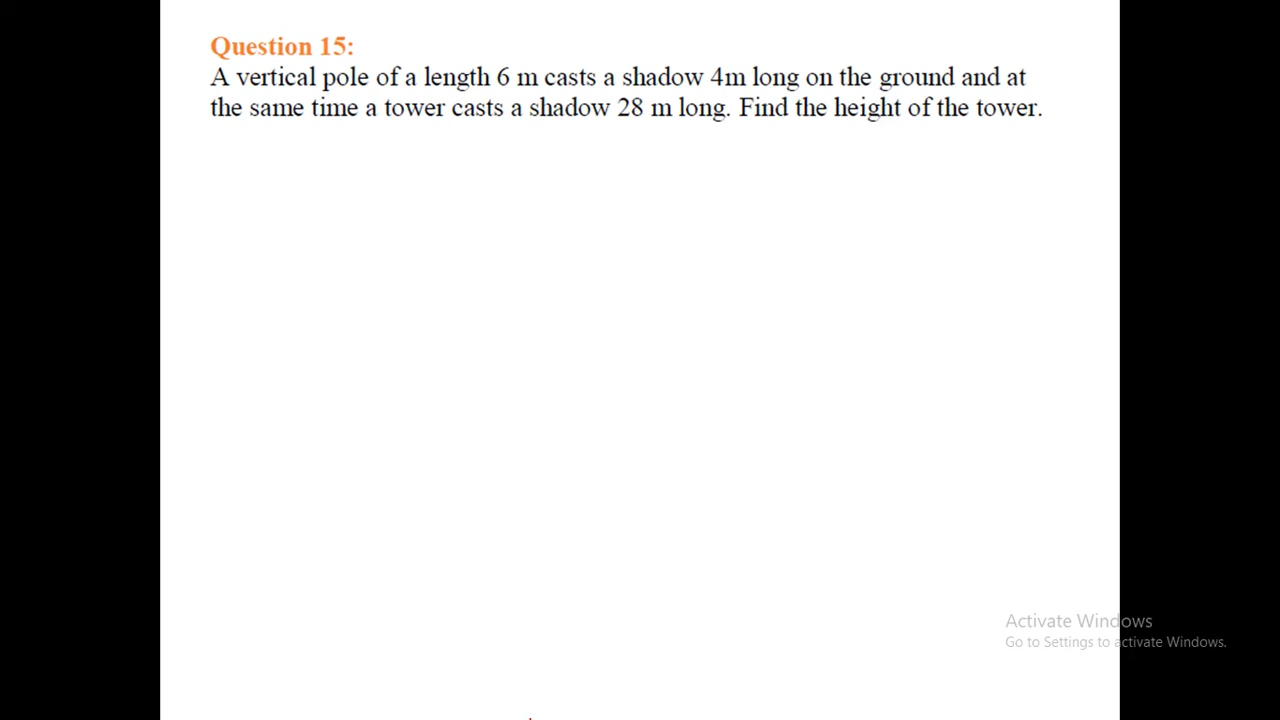 Question 15:
A vertical pole of a length 6 m casts a shadow 4m long on the ground and at
the same time a tower casts a shadow 28 m long. Find the height of the tower.
Activate Windows
Go to Settings to activate Windows.